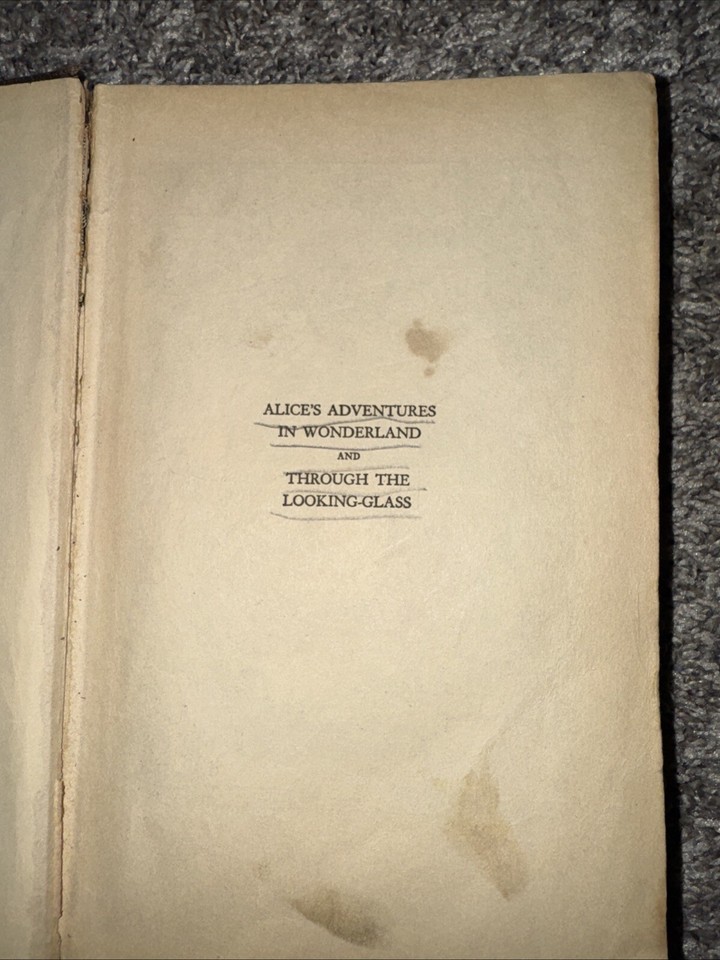 ALICE'S ADVENTURES
IN WONDERLAND
AND
THROUGH THE
LOOKING-GLASS